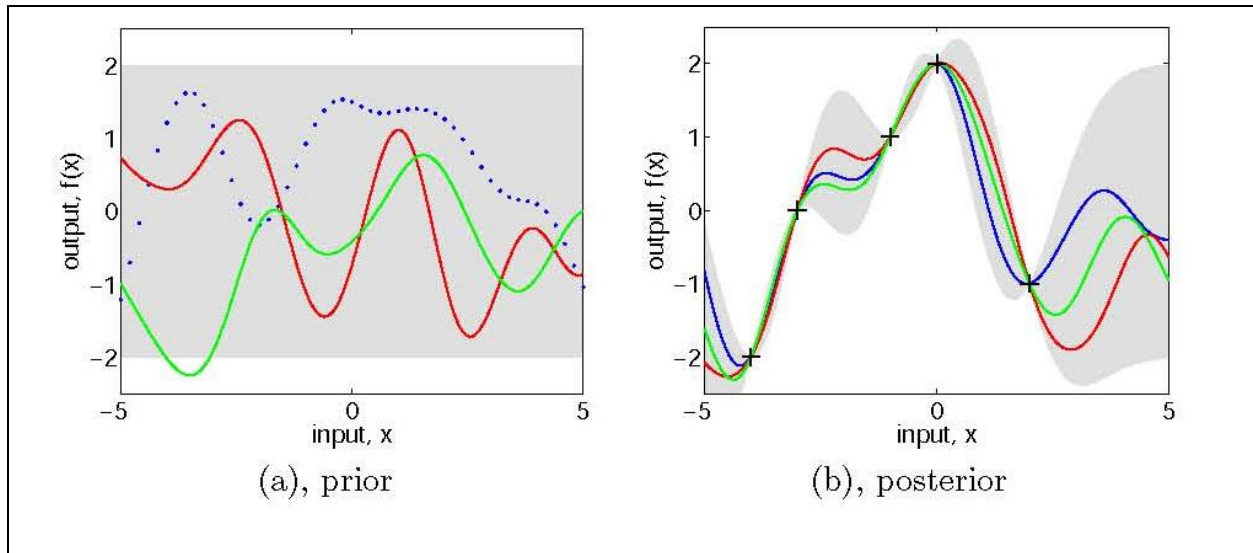 2
1
0
−1
−2
output, f(x)
−5
0
5
input, x
(a), prior
2
1
0
−1
−2
output, f(x)
−5
0
5
input, x
(b), posterior